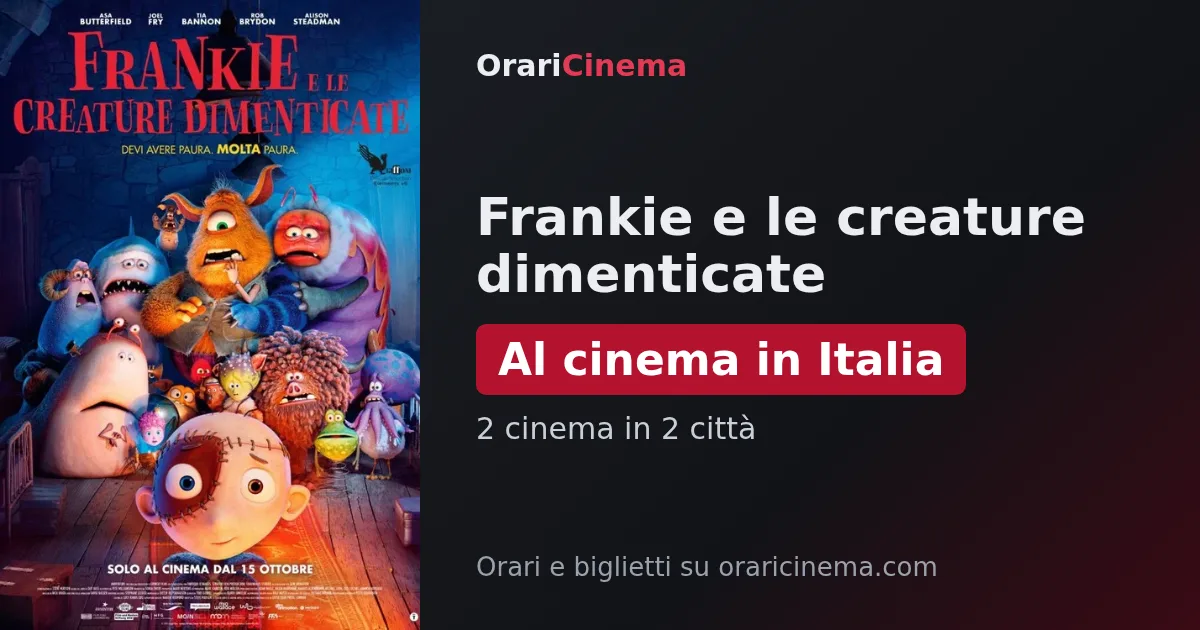 ASA BUTTERFIELD
JOEL FRY
TIA BANNON
ROB BRYDON
ALISON STEADMAN
FRANKIE E LE
CREATURE DIMENTICATE
DEVI AVERE PAURA. MOLTA PAURA.
SOLO AL CINEMA DAL 15 OTTOBRE
OrariCinema
Frankie e le creature
dimenticate
Al cinema in Italia
2 cinema in 2 città
Orari e biglietti su oraricinema.com